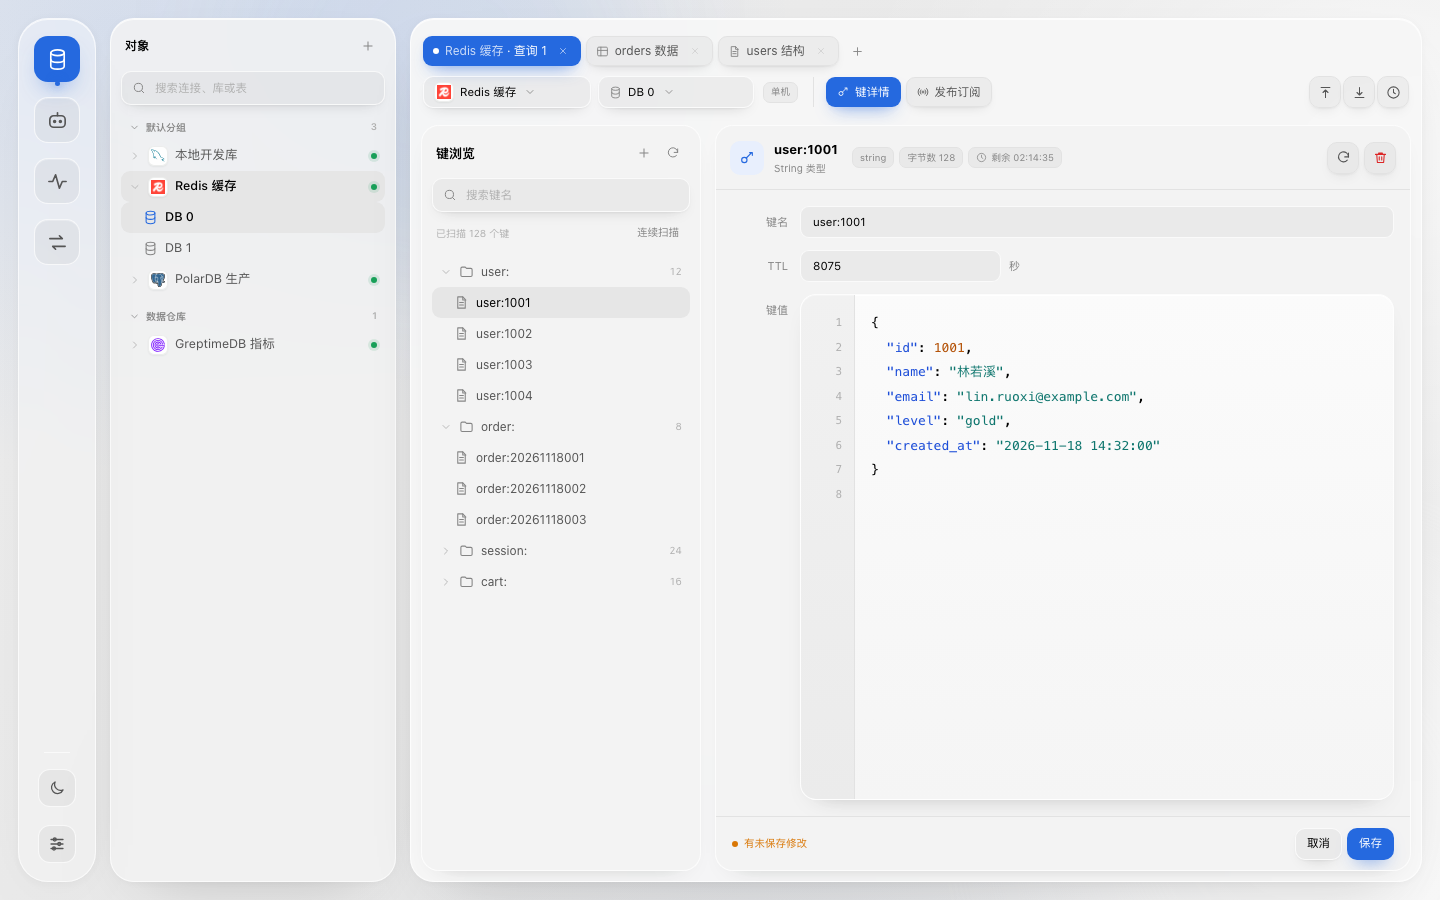 对象
搜索连接、库或表
默认分组 3
本地开发库
Redis 缓存
DB 0
DB 1
PolarDB 生产
数据仓库 1
GreptimeDB 指标
Redis 缓存 · 查询 1
orders 数据
users 结构
Redis 缓存
DB 0
单机
键详情
发布订阅
键浏览
搜索键名
已扫描 128 个键 连续扫描
user: 12
user:1001
user:1002
user:1003
user:1004
order: 8
order:20261118001
order:20261118002
order:20261118003
session: 24
cart: 16
user:1001
String 类型
string
字节数 128
剩余 02:14:35
键名 user:1001
TTL 8075 秒
键值
1 {
2 "id": 1001,
3 "name": "林若溪",
4 "email": "lin.ruoxi@example.com",
5 "level": "gold",
6 "created_at": "2026-11-18 14:32:00"
7 }
8
有未保存修改
取消
保存